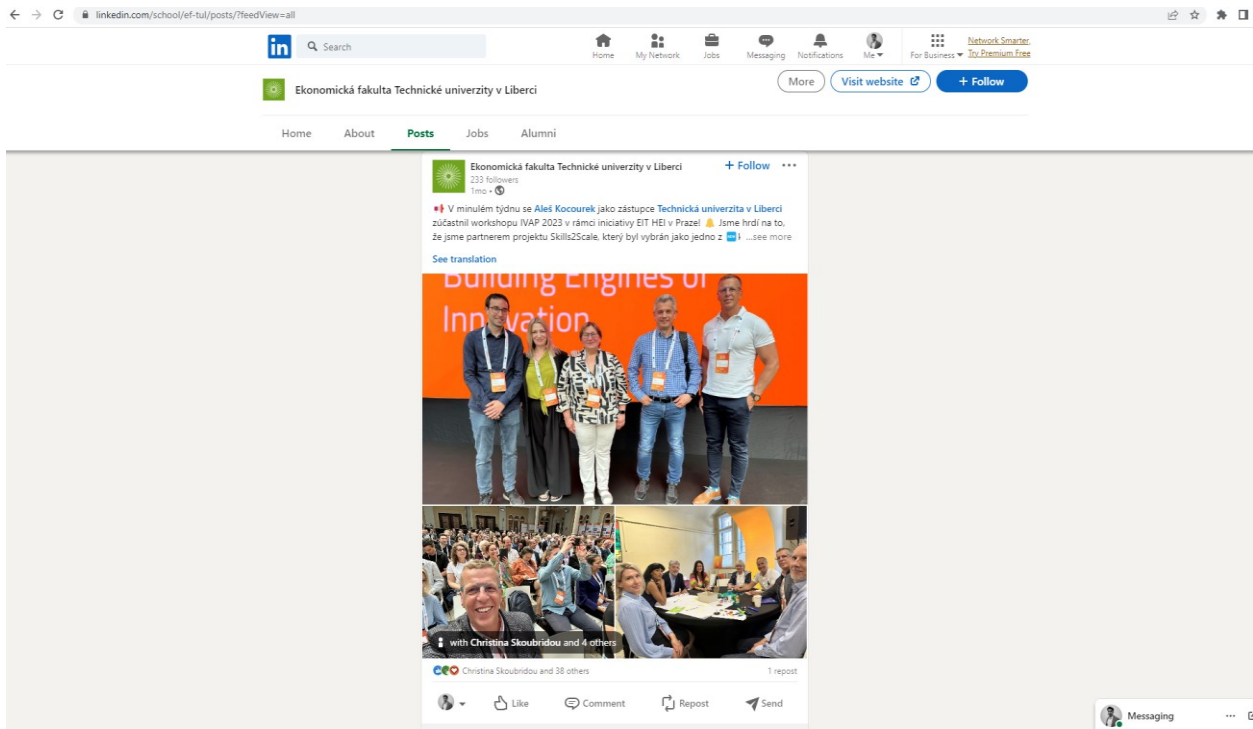 linkedin.com/school/ef-tul/posts/?feedView=all
in
Search
Home
My Network
Jobs
Messaging
Notifications
Me
For Business
Network Smarter,
Try Premium Free
Ekonomická fakulta Technické univerzity v Liberci
More
Visit website
+ Follow
Home
About
Posts
Jobs
Alumni
Ekonomická fakulta Technické univerzity v Liberci
+ Follow
233 followers
1mo •
V minulém týdnu se Aleš Kocourek jako zástupce Technická univerzita v Liberci
zúčastnil workshopu IVAP 2023 v rámci iniciativy EIT HEI v Praze! Jsme hrdí na to,
že jsme partnerem projektu Skills2Scale, který byl vybrán jako jedno z ...see more
See translation
Building Engines of
Innovation
with Christina Skoubridou and 4 others
Christina Skoubridou and 38 others
1 repost
Like
Comment
Repost
Send
Messaging